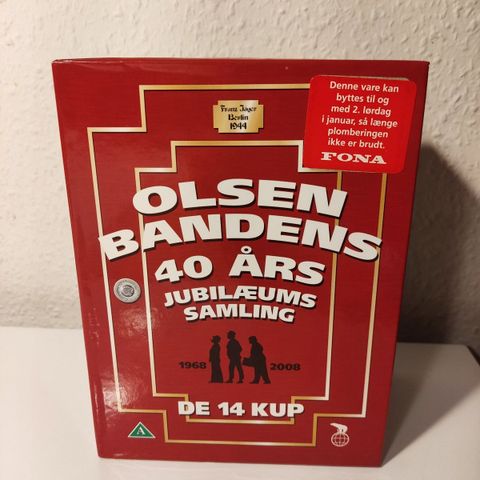 Franz Jäger
Berlin
1944
Denne vare kan
byttes til og
med 2. lørdag
i januar, så længe
plomberingen
ikke er brudt.
FONA
OLSEN
BANDENS
40 ÅRS
JUBILÆUMS
SAMLING
1968 2008
DE 14 KUP
A